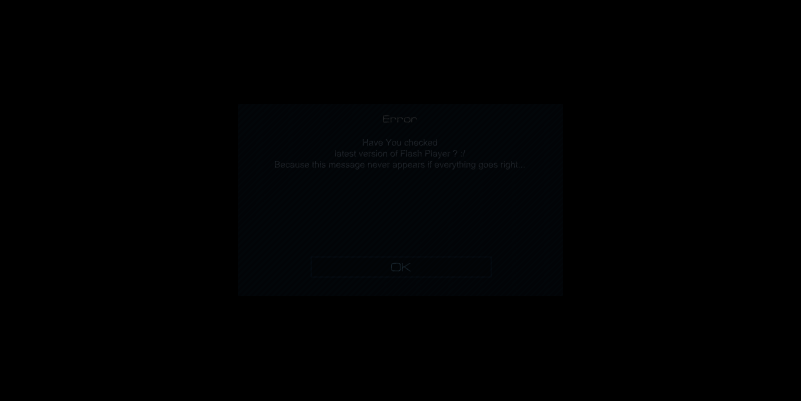 Error
Have You checked
latest version of Flash Player ? :/
Because this message never appears if everything goes right...
OK